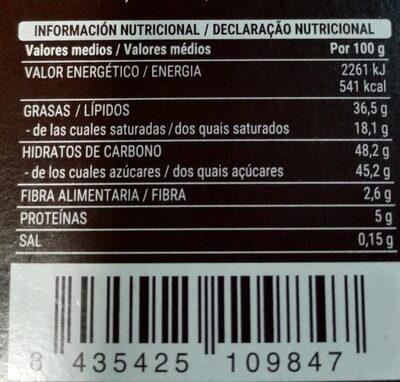 INFORMACIÓN NUTRICIONAL / DECLARAÇÃO NUTRICIONAL
Valores medios / Valores médios Por 100 g
VALOR ENERGÉTICO / ENERGIA 2261 kJ
541 kcal
GRASAS / LÍPIDOS 36,5 g
- de las cuales saturadas / dos quais saturados 18,1 g
HIDRATOS DE CARBONO 48,2 g
- de los cuales azúcares / dos quais açúcares 45,2 g
FIBRA ALIMENTARIA / FIBRA 2,6 g
PROTEÍNAS 5 g
SAL 0,15 g
8 435425 109847